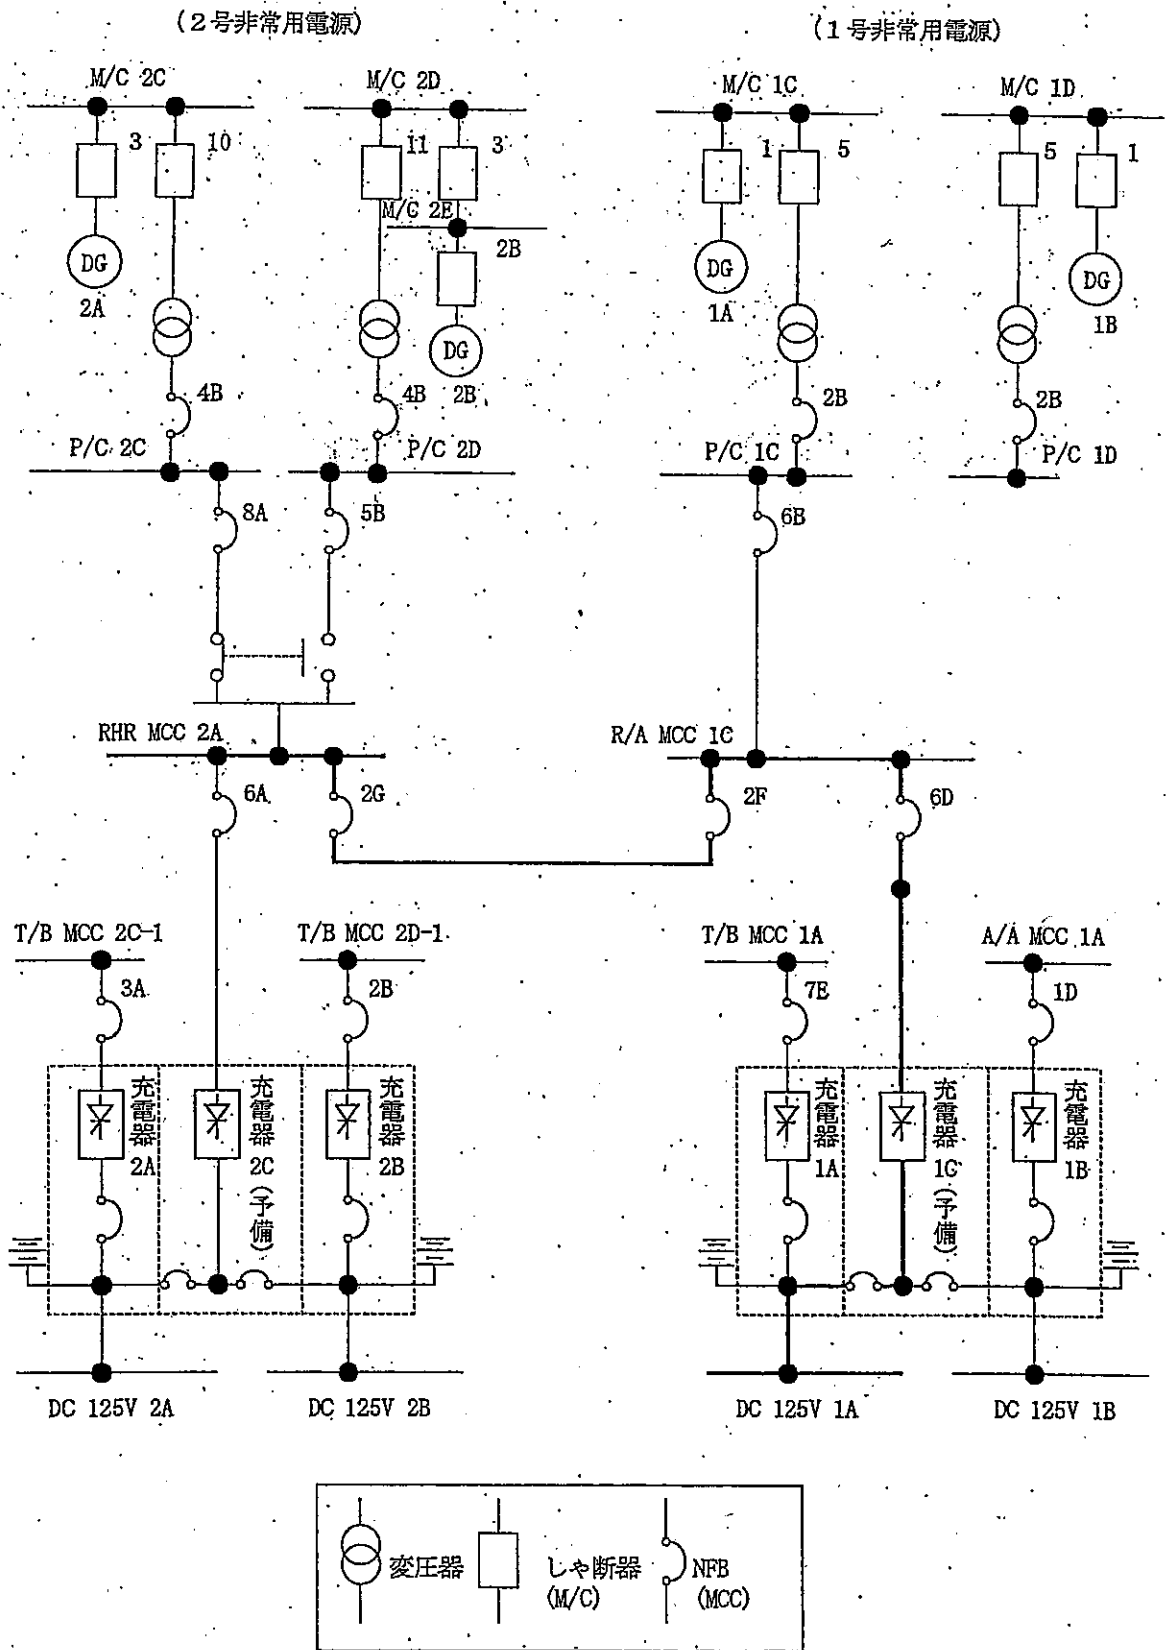 (2号非常用電源)
(1号非常用電源)
M/C 2C
M/C 2D
M/C 1C
M/C 1D
3
10
11
3
1
5
5
1
M/C 2E
2B
DG
2A
DG
2B
DG
1A
DG
1B
4B
4B
2B
2B
P/C 2C
P/C 2D
P/C 1C
P/C 1D
8A
5B
6B
RHR MCC 2A
R/A MCC 1C
6A
2G
2F
6D
T/B MCC 2C-1
T/B MCC 2D-1
T/B MCC 1A
A/A MCC 1A
3A
2B
7E
1D
充電器
2A
充電器
2C
(予備)
充電器
2B
充電器
1A
充電器
1C
(予備)
充電器
1B
DC 125V 2A
DC 125V 2B
DC 125V 1A
DC 125V 1B
変圧器
しゃ断器
(M/C)
NFB
(MCC)